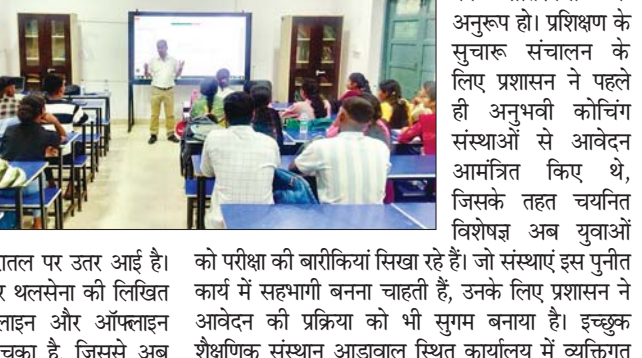 अनुरूप हो। प्रशिक्षण के
सुचारू संचालन के
लिए प्रशासन ने पहले
ही अनुभवी कोचिंग
संस्थाओं से आवेदन
आमंत्रित किए थे,
जिसके तहत चयनित
विशेषज्ञ अब युवाओं
ातल पर उतर आई है।
र थलसेना की लिखित
लाइन और ऑफलाइन
चुका है, जिससे अब
को परीक्षा की बारीकियां सिखा रहे हैं। जो संस्थाएं इस पुनीत
कार्य में सहभागी बनना चाहती हैं, उनके लिए प्रशासन ने
आवेदन की प्रक्रिया को भी सुगम बनाया है। इच्छुक
शैक्षणिक संस्थान आड़ावाल स्थित कार्यालय में व्यक्तिगत